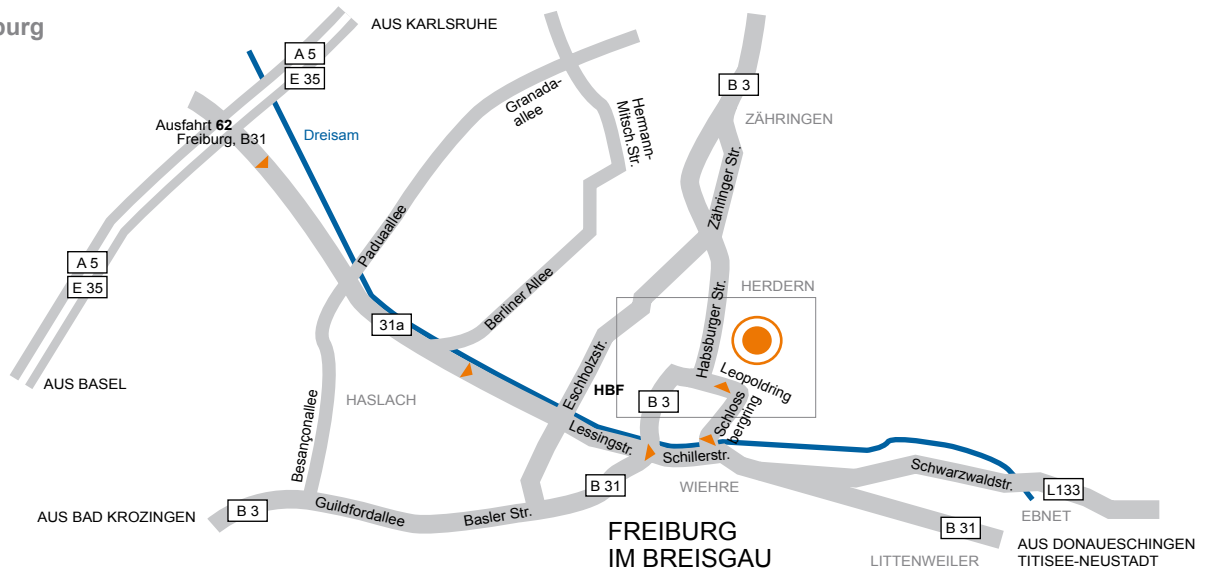 burg
AUS KARLSRUHE
A 5
E 35
B 3
ZÄHRINGEN
Granada-
allee
Hermann-
Mitsch.Str.
Ausfahrt 62
Freiburg, B31
Dreisam
Zähringer Str.
Paduaallee
A 5
E 35
Berliner Allee
HERDERN
Habsburger Str.
31a
Eschholzstr.
AUS BASEL
HASLACH
HBF
B 3
Leopoldring
Schloss
bergring
Besançonallee
Lessingstr.
Schillerstr.
Schwarzwaldstr.
B 31
WIEHRE
L133
AUS BAD KROZINGEN
B 3
Guildfordallee
Basler Str.
EBNET
FREIBURG
IM BREISGAU
B 31
LITTENWEILER
AUS DONAUESCHINGEN
TITISEE-NEUSTADT